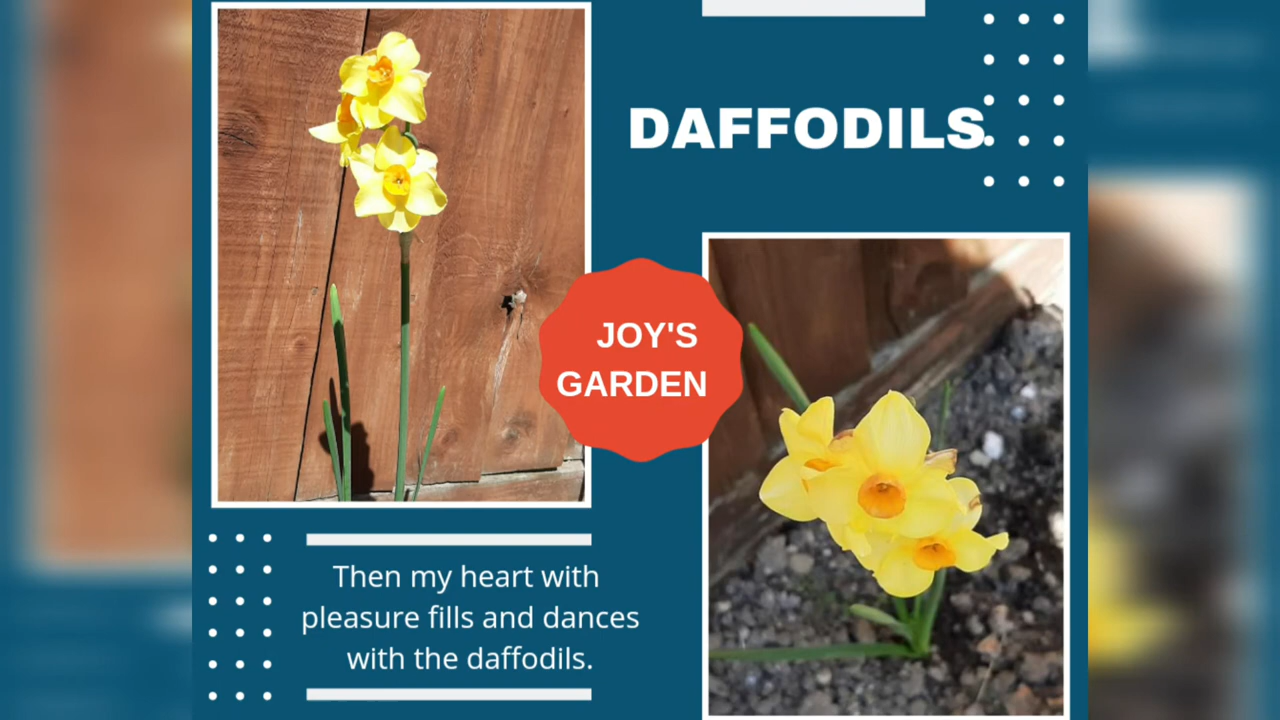 DAFFODILS
JOY'S
GARDEN
Then my heart with
pleasure fills and dances
with the daffodils.